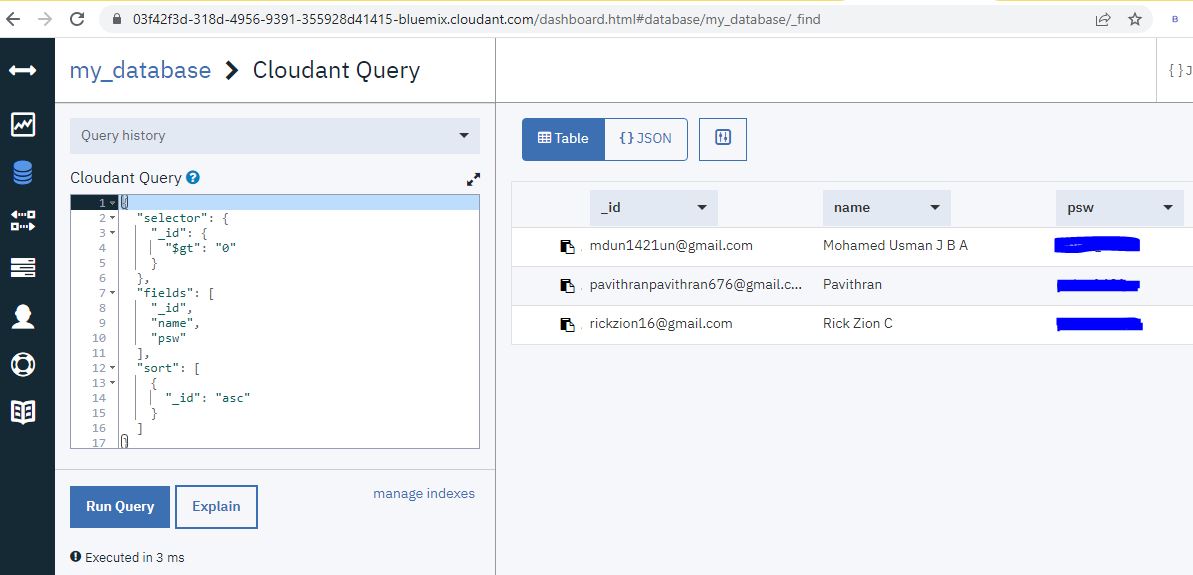 03f42f3d-318d-4956-9391-355928d41415-bluemix.cloudant.com/dashboard.html#database/my_database/_find
B
my_database > Cloudant Query
{ } J
Query history
Cloudant Query ?
1 {
2 "selector": {
3 "_id": {
4 "$gt": "0"
5 }
6 },
7 "fields": [
8 "_id",
9 "name",
10 "psw"
11 ],
12 "sort": [
13 {
14 "_id": "asc"
15 }
16 ]
17 }
Run Query
Explain
manage indexes
Executed in 3 ms
Table
{ } JSON
_id name psw
mdun1421un@gmail.com Mohamed Usman J B A
pavithranpavithran676@gmail.c... Pavithran
rickzion16@gmail.com Rick Zion C